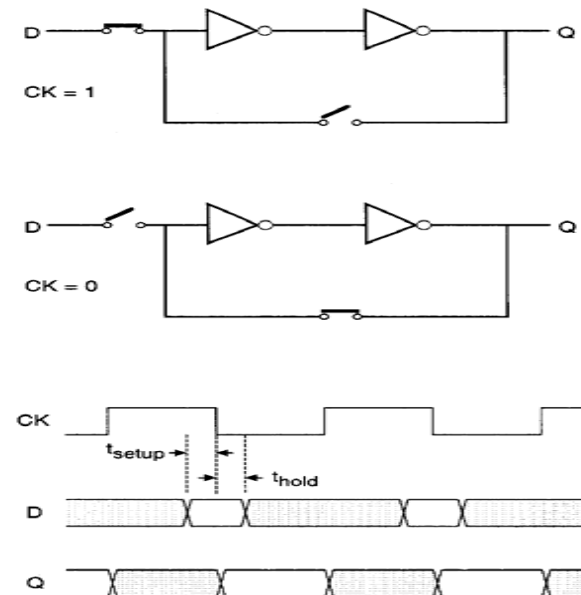 D Q
CK = 1
D Q
CK = 0
CK
tsetup
thold
D
Q